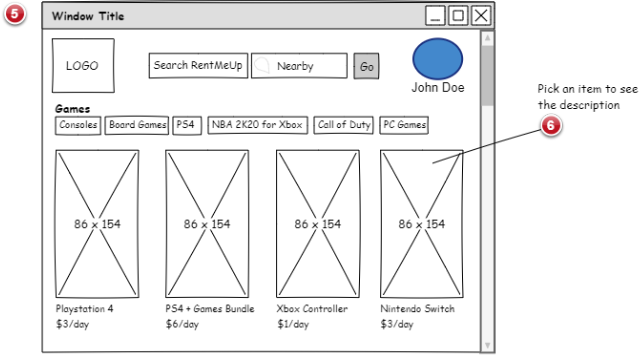 5
Window Title
LOGO
Search RentMeUp
Nearby
Go
John Doe
Games
Consoles
Board Games
PS4
NBA 2K20 for Xbox
Call of Duty
PC Games
86 x 154
86 x 154
86 x 154
86 x 154
Playstation 4
$3/day
PS4 + Games Bundle
$6/day
Xbox Controller
$1/day
Nintendo Switch
$3/day
Pick an item to see
the description
6